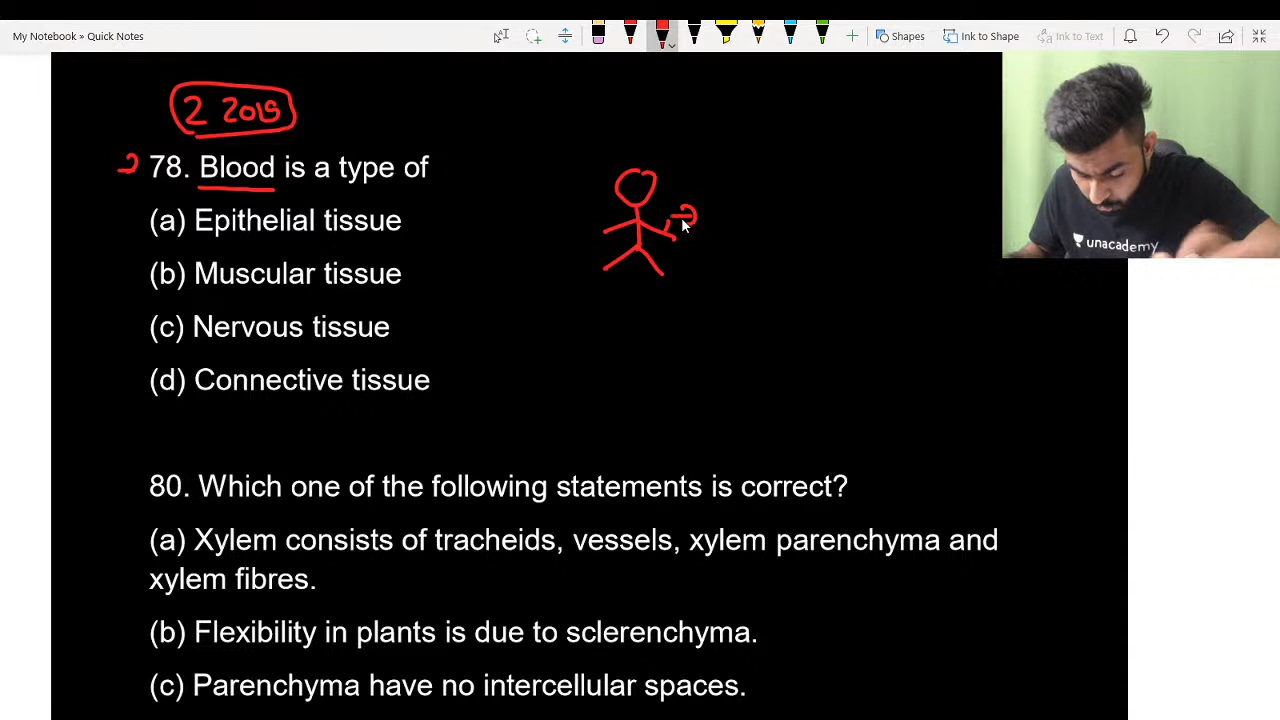 My Notebook » Quick Notes
Shapes
Ink to Shape
Ink to Text
2 2019
78. Blood is a type of
(a) Epithelial tissue
(b) Muscular tissue
(c) Nervous tissue
(d) Connective tissue
unacademy
80. Which one of the following statements is correct?
(a) Xylem consists of tracheids, vessels, xylem parenchyma and
xylem fibres.
(b) Flexibility in plants is due to sclerenchyma.
(c) Parenchyma have no intercellular spaces.